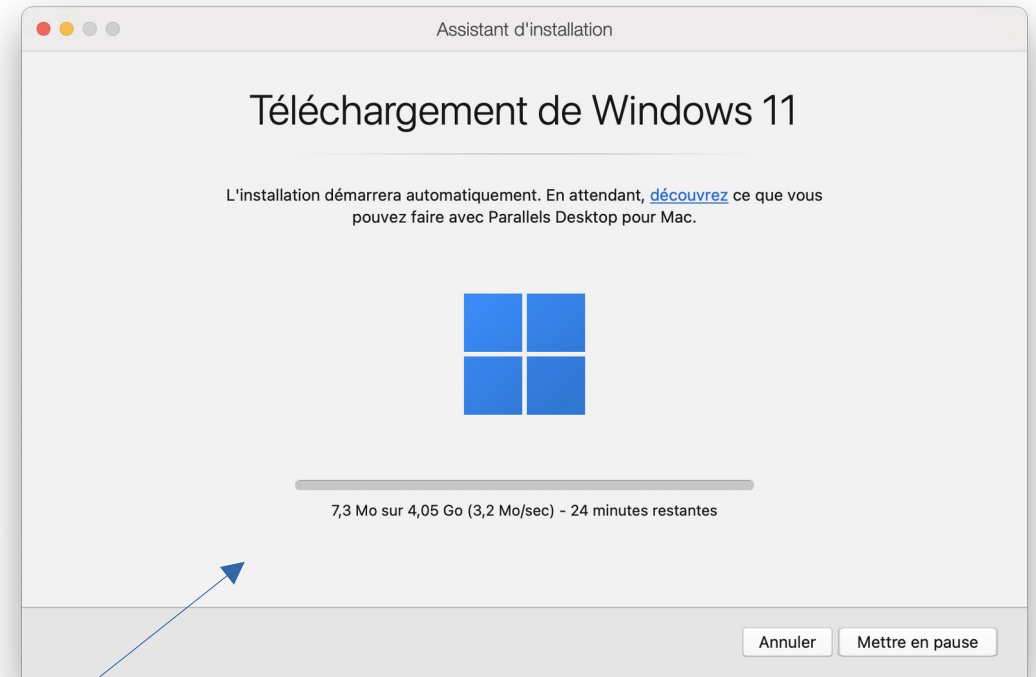 Assistant d'installation
Téléchargement de Windows 11
L'installation démarrera automatiquement. En attendant, découvrez ce que vous
pouvez faire avec Parallels Desktop pour Mac.
7,3 Mo sur 4,05 Go (3,2 Mo/sec) - 24 minutes restantes
Annuler
Mettre en pause